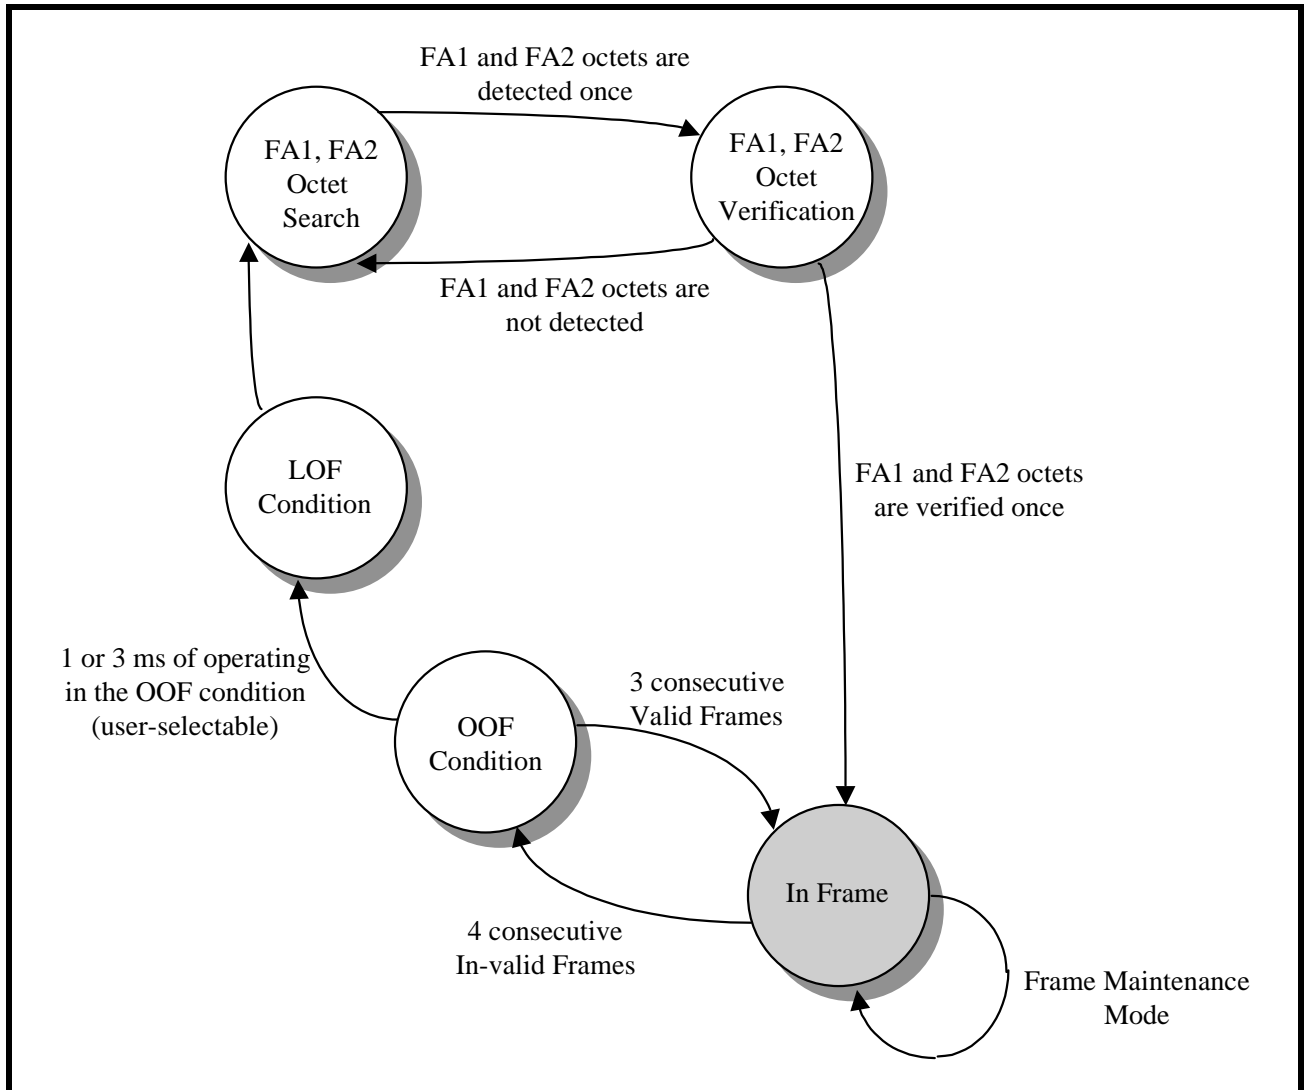 FA1 and FA2 octets are
detected once
FA1, FA2
Octet
Search
FA1, FA2
Octet
Verification
FA1 and FA2 octets are
not detected
LOF
Condition
FA1 and FA2 octets
are verified once
1 or 3 ms of operating
in the OOF condition
(user-selectable)
3 consecutive
Valid Frames
OOF
Condition
In Frame
4 consecutive
In-valid Frames
Frame Maintenance
Mode